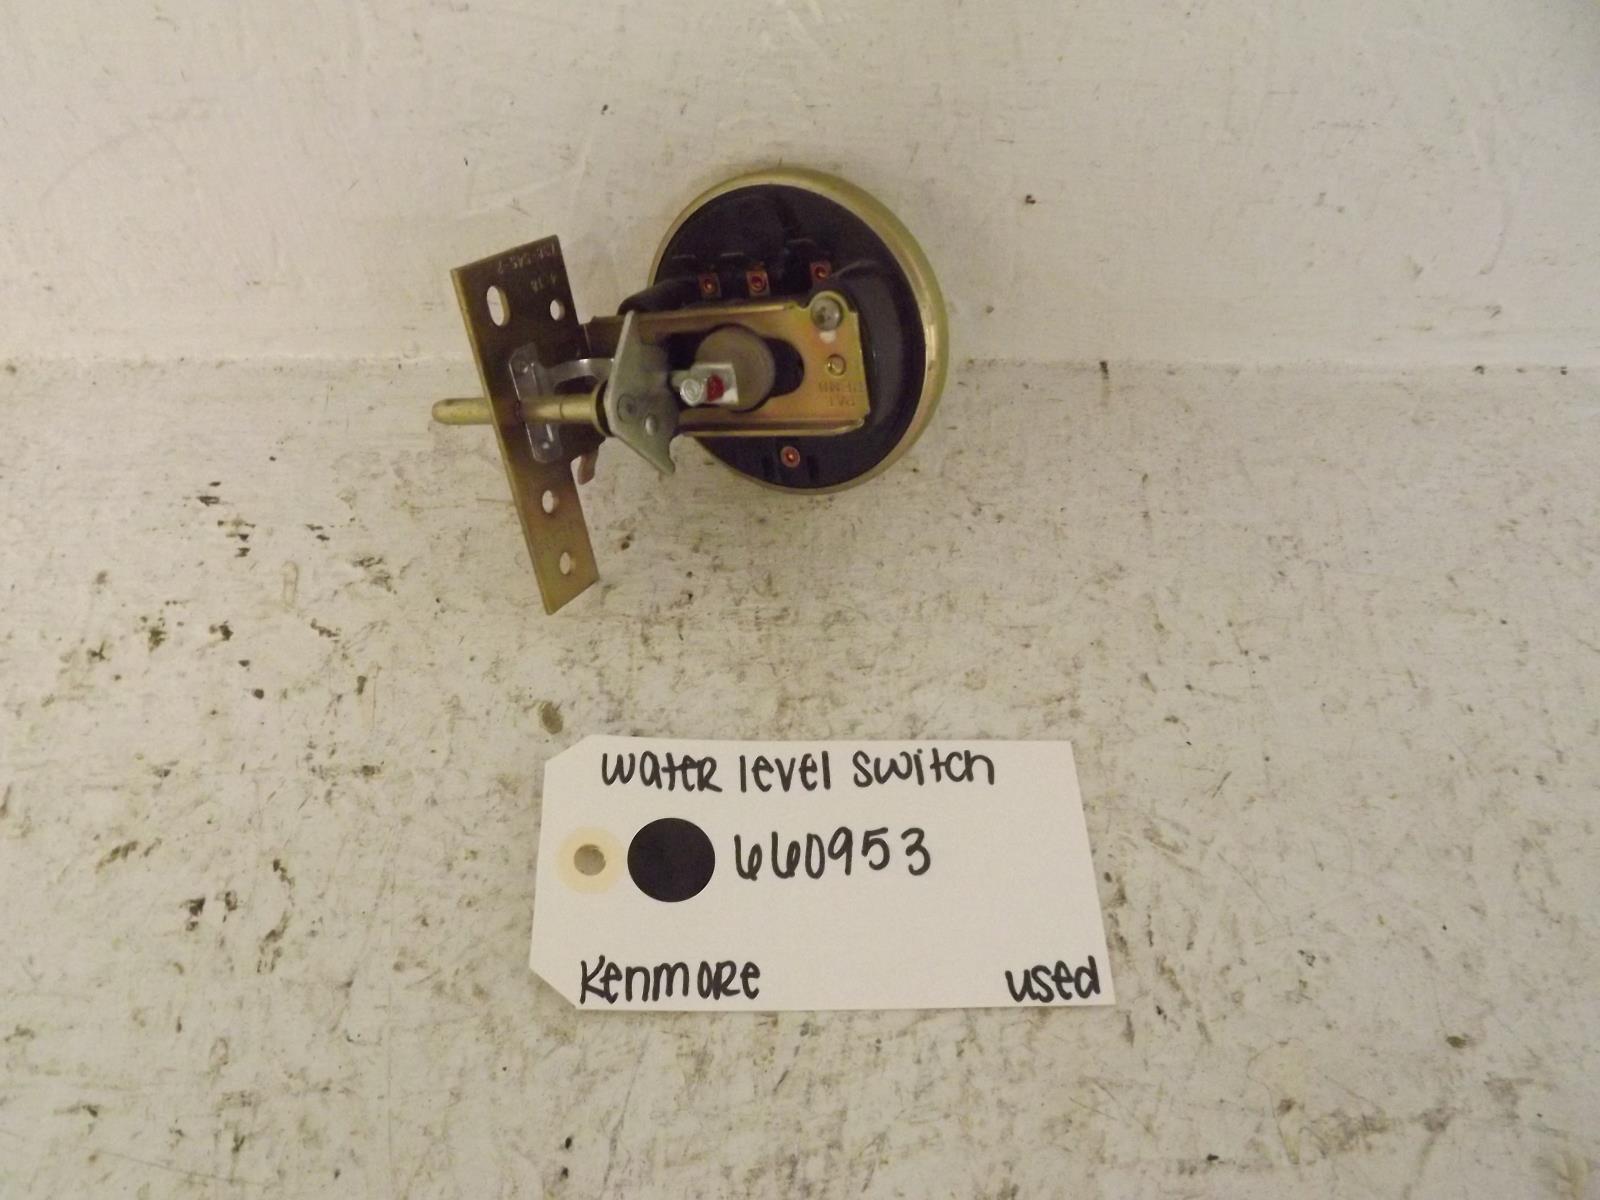 water level switch
660953
Kenmore
used